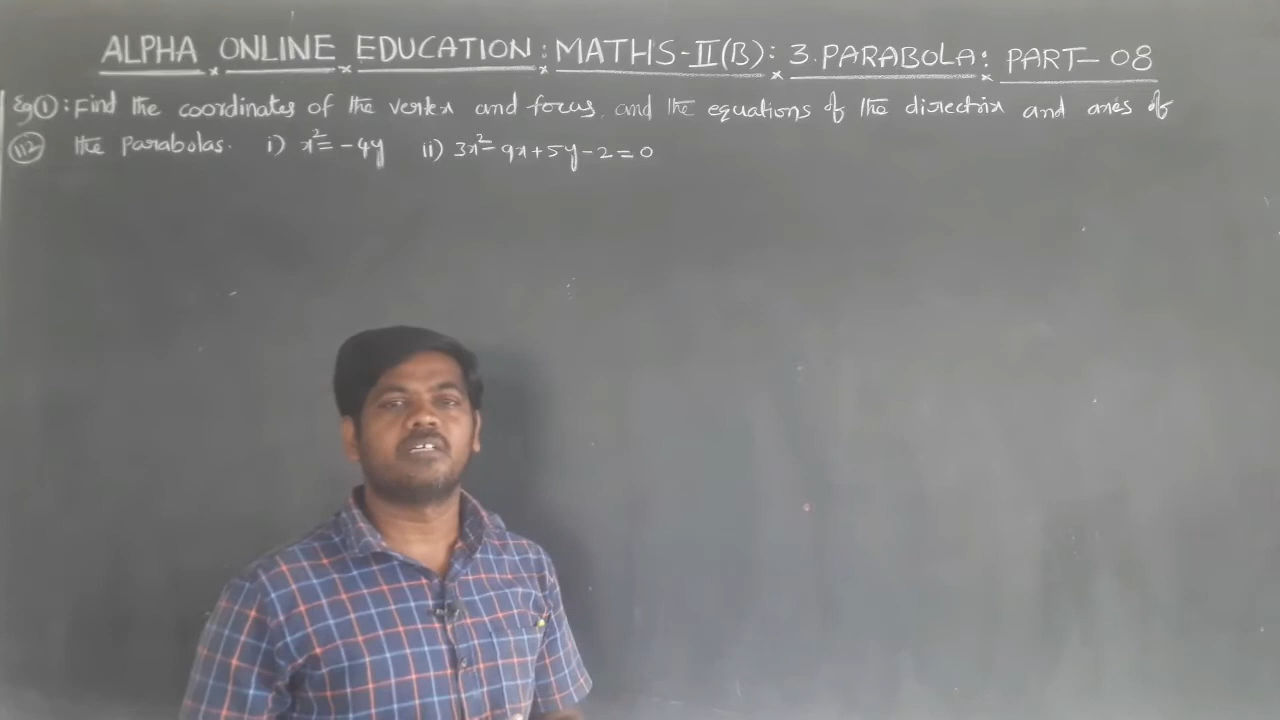 ALPHA ONLINE EDUCATION: MATHS-II(B): 3.PARABOLA: PART-08
Eg①: Find the coordinates of the vertex and focus, and the equations of the directrix and axes of
112 the parabolas. i) x²=-4y ii) 3x²-9x+5y-2=0